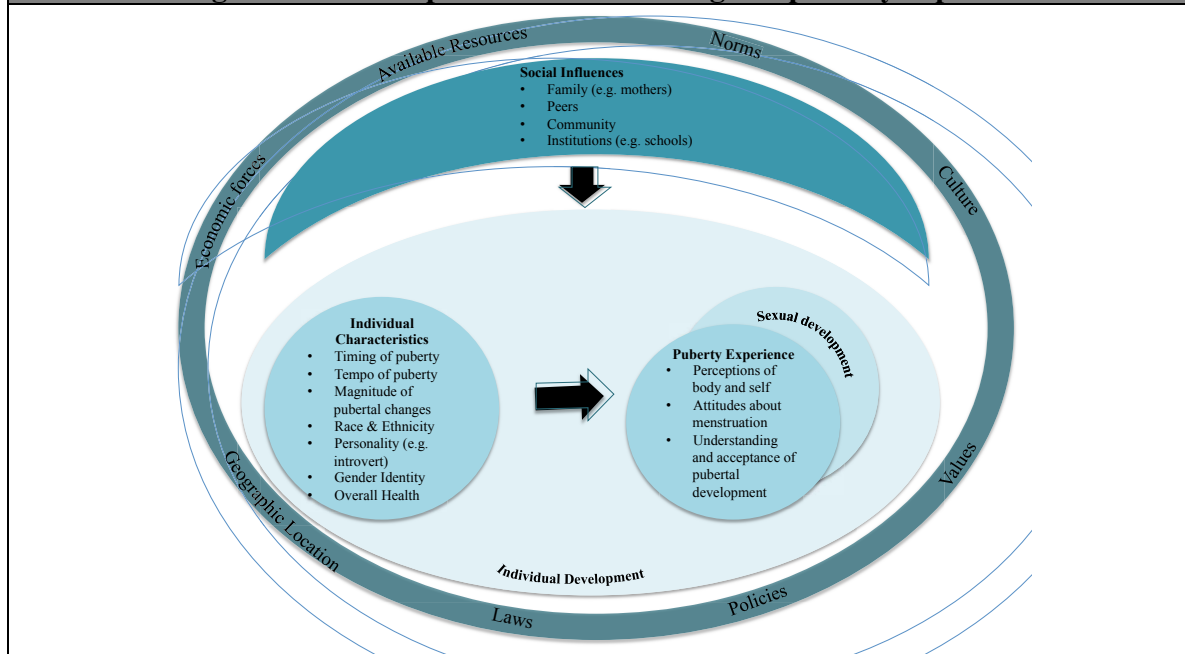 Available Resources
Norms
Economic forces
Culture
Social Influences
• Family (e.g. mothers)
• Peers
• Community
• Institutions (e.g. schools)
Individual
Characteristics
• Timing of puberty
• Tempo of puberty
• Magnitude of
pubertal changes
• Race & Ethnicity
• Personality (e.g.
introvert)
• Gender Identity
• Overall Health
Sexual development
Puberty Experience
• Perceptions of
body and self
• Attitudes about
menstruation
• Understanding
and acceptance of
pubertal
development
Individual Development
Geographic Location
Values
Laws
Policies